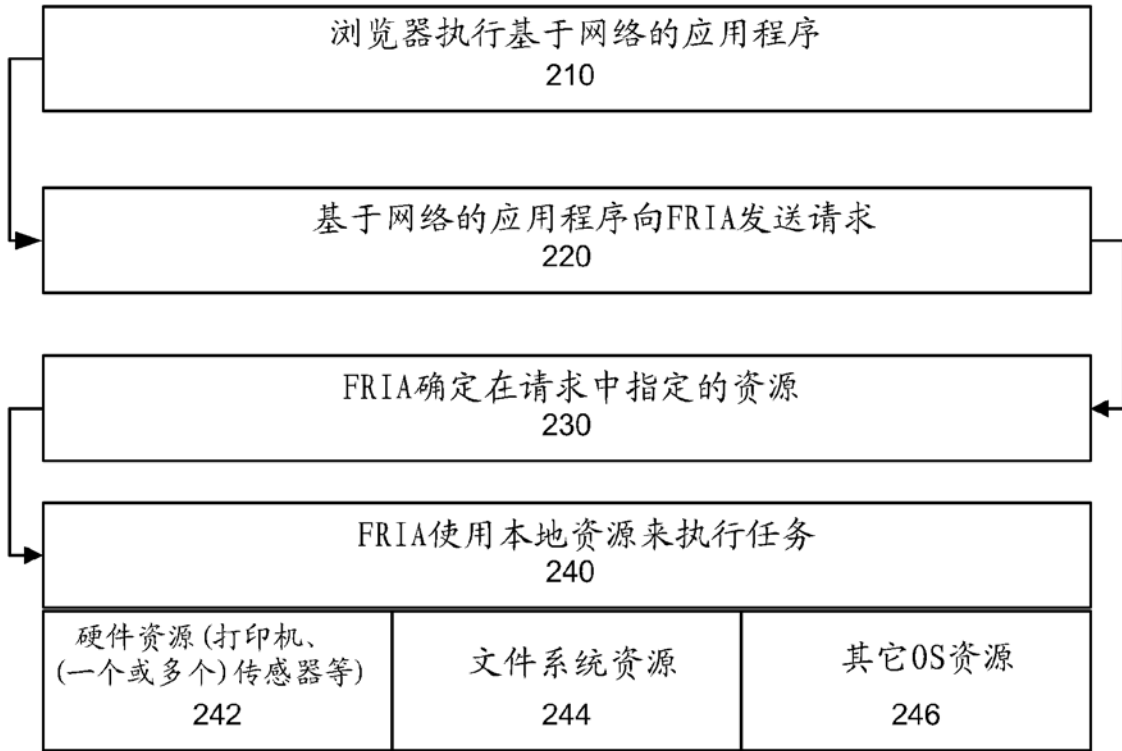 浏览器执行基于网络的应用程序
210
基于网络的应用程序向FRIA发送请求
220
FRIA确定在请求中指定的资源
230
FRIA使用本地资源来执行任务
240
硬件资源(打印机、
(一个或多个)传感器等)
242
文件系统资源
244
其它OS资源
246